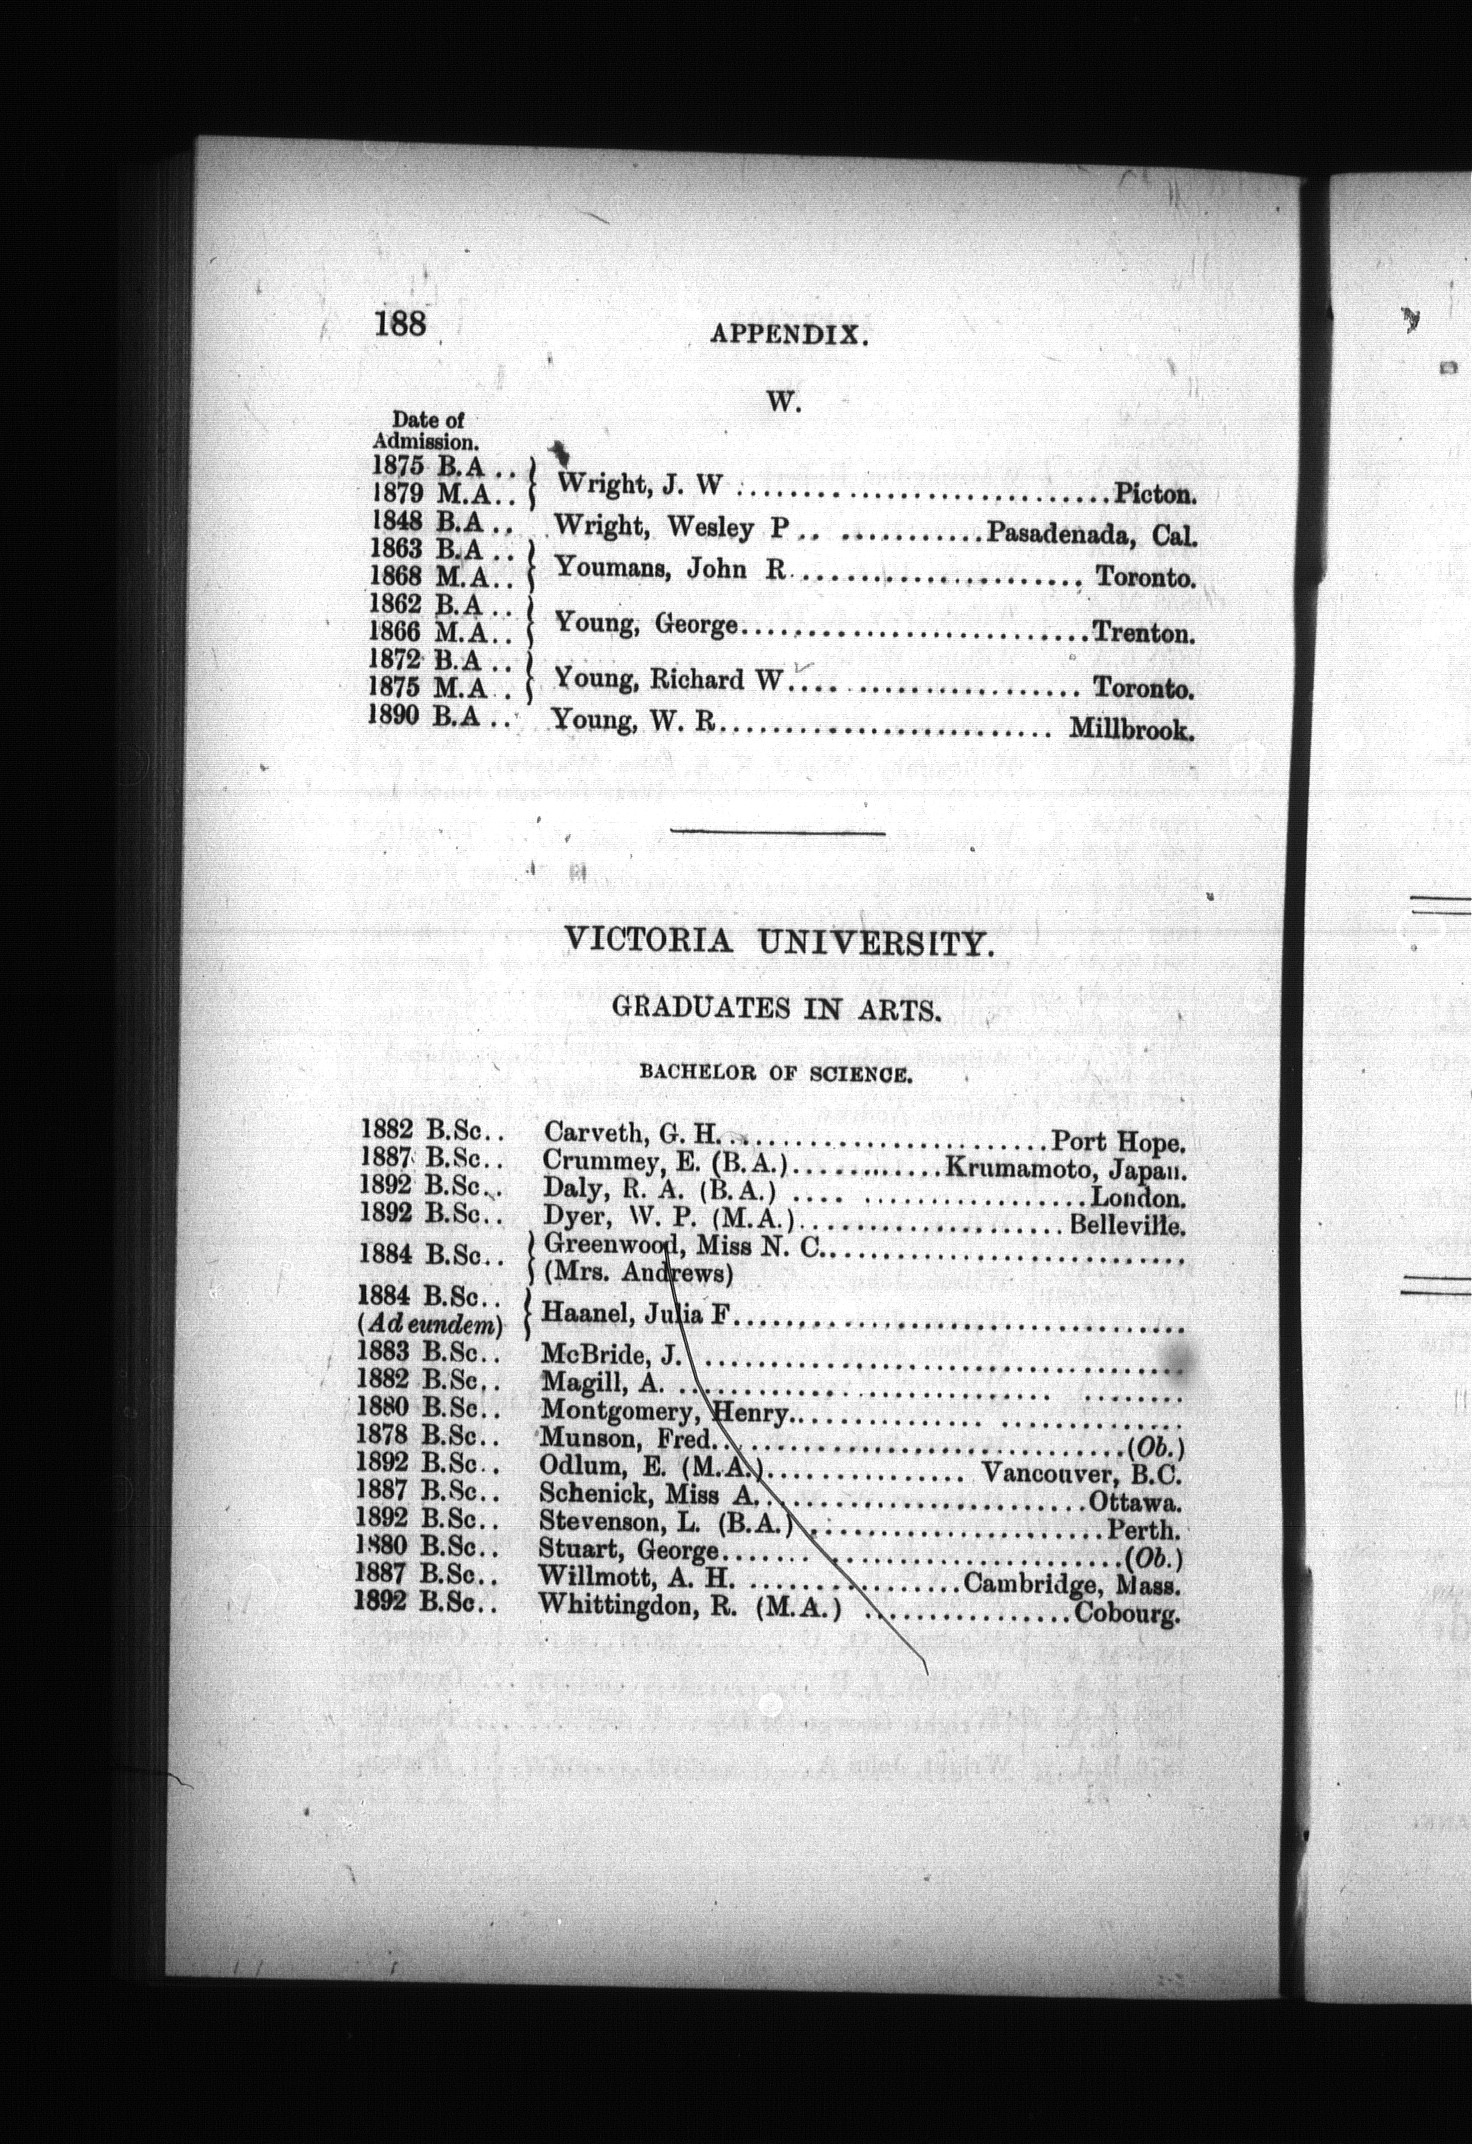 188
APPENDIX.
W.
Date of
Admission.
1875 B.A .. } Wright, J. W ............................Picton.
1879 M.A.. }
1848 B.A .. Wright, Wesley P .. ...........Pasadenada, Cal.
1863 B.A .. } Youmans, John R...................... Toronto.
1868 M.A.. }
1862 B.A .. } Young, George..........................Trenton.
1866 M.A.. }
1872 B.A .. } Young, Richard W.... ................. Toronto.
1875 M.A . . }
1890 B.A .. Young, W. R......................... Millbrook.
VICTORIA UNIVERSITY.
GRADUATES IN ARTS.
BACHELOR OF SCIENCE.
1882 B.Sc.. Carveth, G. H.........................Port Hope.
1887 B.Sc.. Crummey, E. (B.A.)...........Krumamoto, Japan.
1892 B.Sc.. Daly, R. A. (B.A.) .... .................London.
1892 B.Sc.. Dyer, W. P. (M.A.)....................Belleville.
1884 B.Sc.. } Greenwood, Miss N. C............................
(Mrs. Andrews)
1884 B.Sc.. } Haanel, Julia F..................................
(Ad eundem)
1883 B.Sc.. McBride, J. ....................................
1882 B.Sc.. Magill, A. ............................ ........
1880 B.Sc.. Montgomery, Henry............... ..............
1878 B.Sc.. Munson, Fred................................(Ob.)
1892 B.Sc.. Odlum, E. (M.A.)............... Vancouver, B.C.
1887 B.Sc.. Schenick, Miss A.........................Ottawa.
1892 B.Sc.. Stevenson, L. (B.A.) ......................Perth.
1880 B.Sc.. Stuart, George....... ......................(Ob.)
1887 B.Sc.. Willmott, A. H. ................Cambridge, Mass.
1892 B.Sc.. Whittingdon, R. (M.A.) ................Cobourg.